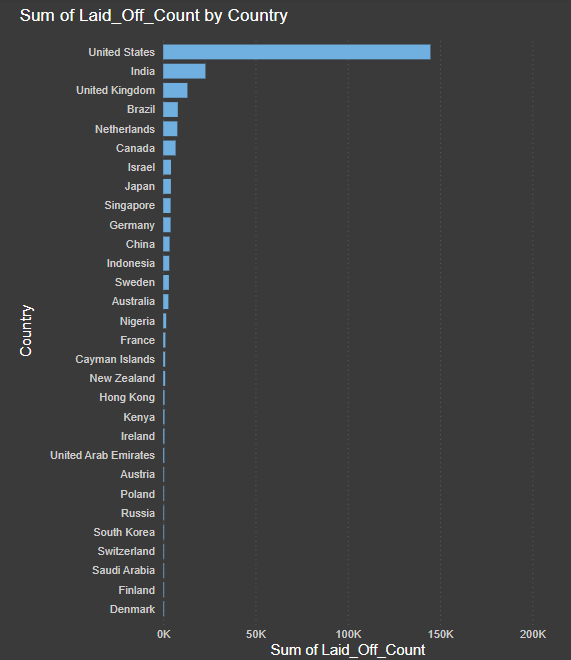 Sum of Laid_Off_Count by Country
Country
United States
India
United Kingdom
Brazil
Netherlands
Canada
Israel
Japan
Singapore
Germany
China
Indonesia
Sweden
Australia
Nigeria
France
Cayman Islands
New Zealand
Hong Kong
Kenya
Ireland
United Arab Emirates
Austria
Poland
Russia
South Korea
Switzerland
Saudi Arabia
Finland
Denmark
0K 50K 100K 150K 200K
Sum of Laid_Off_Count